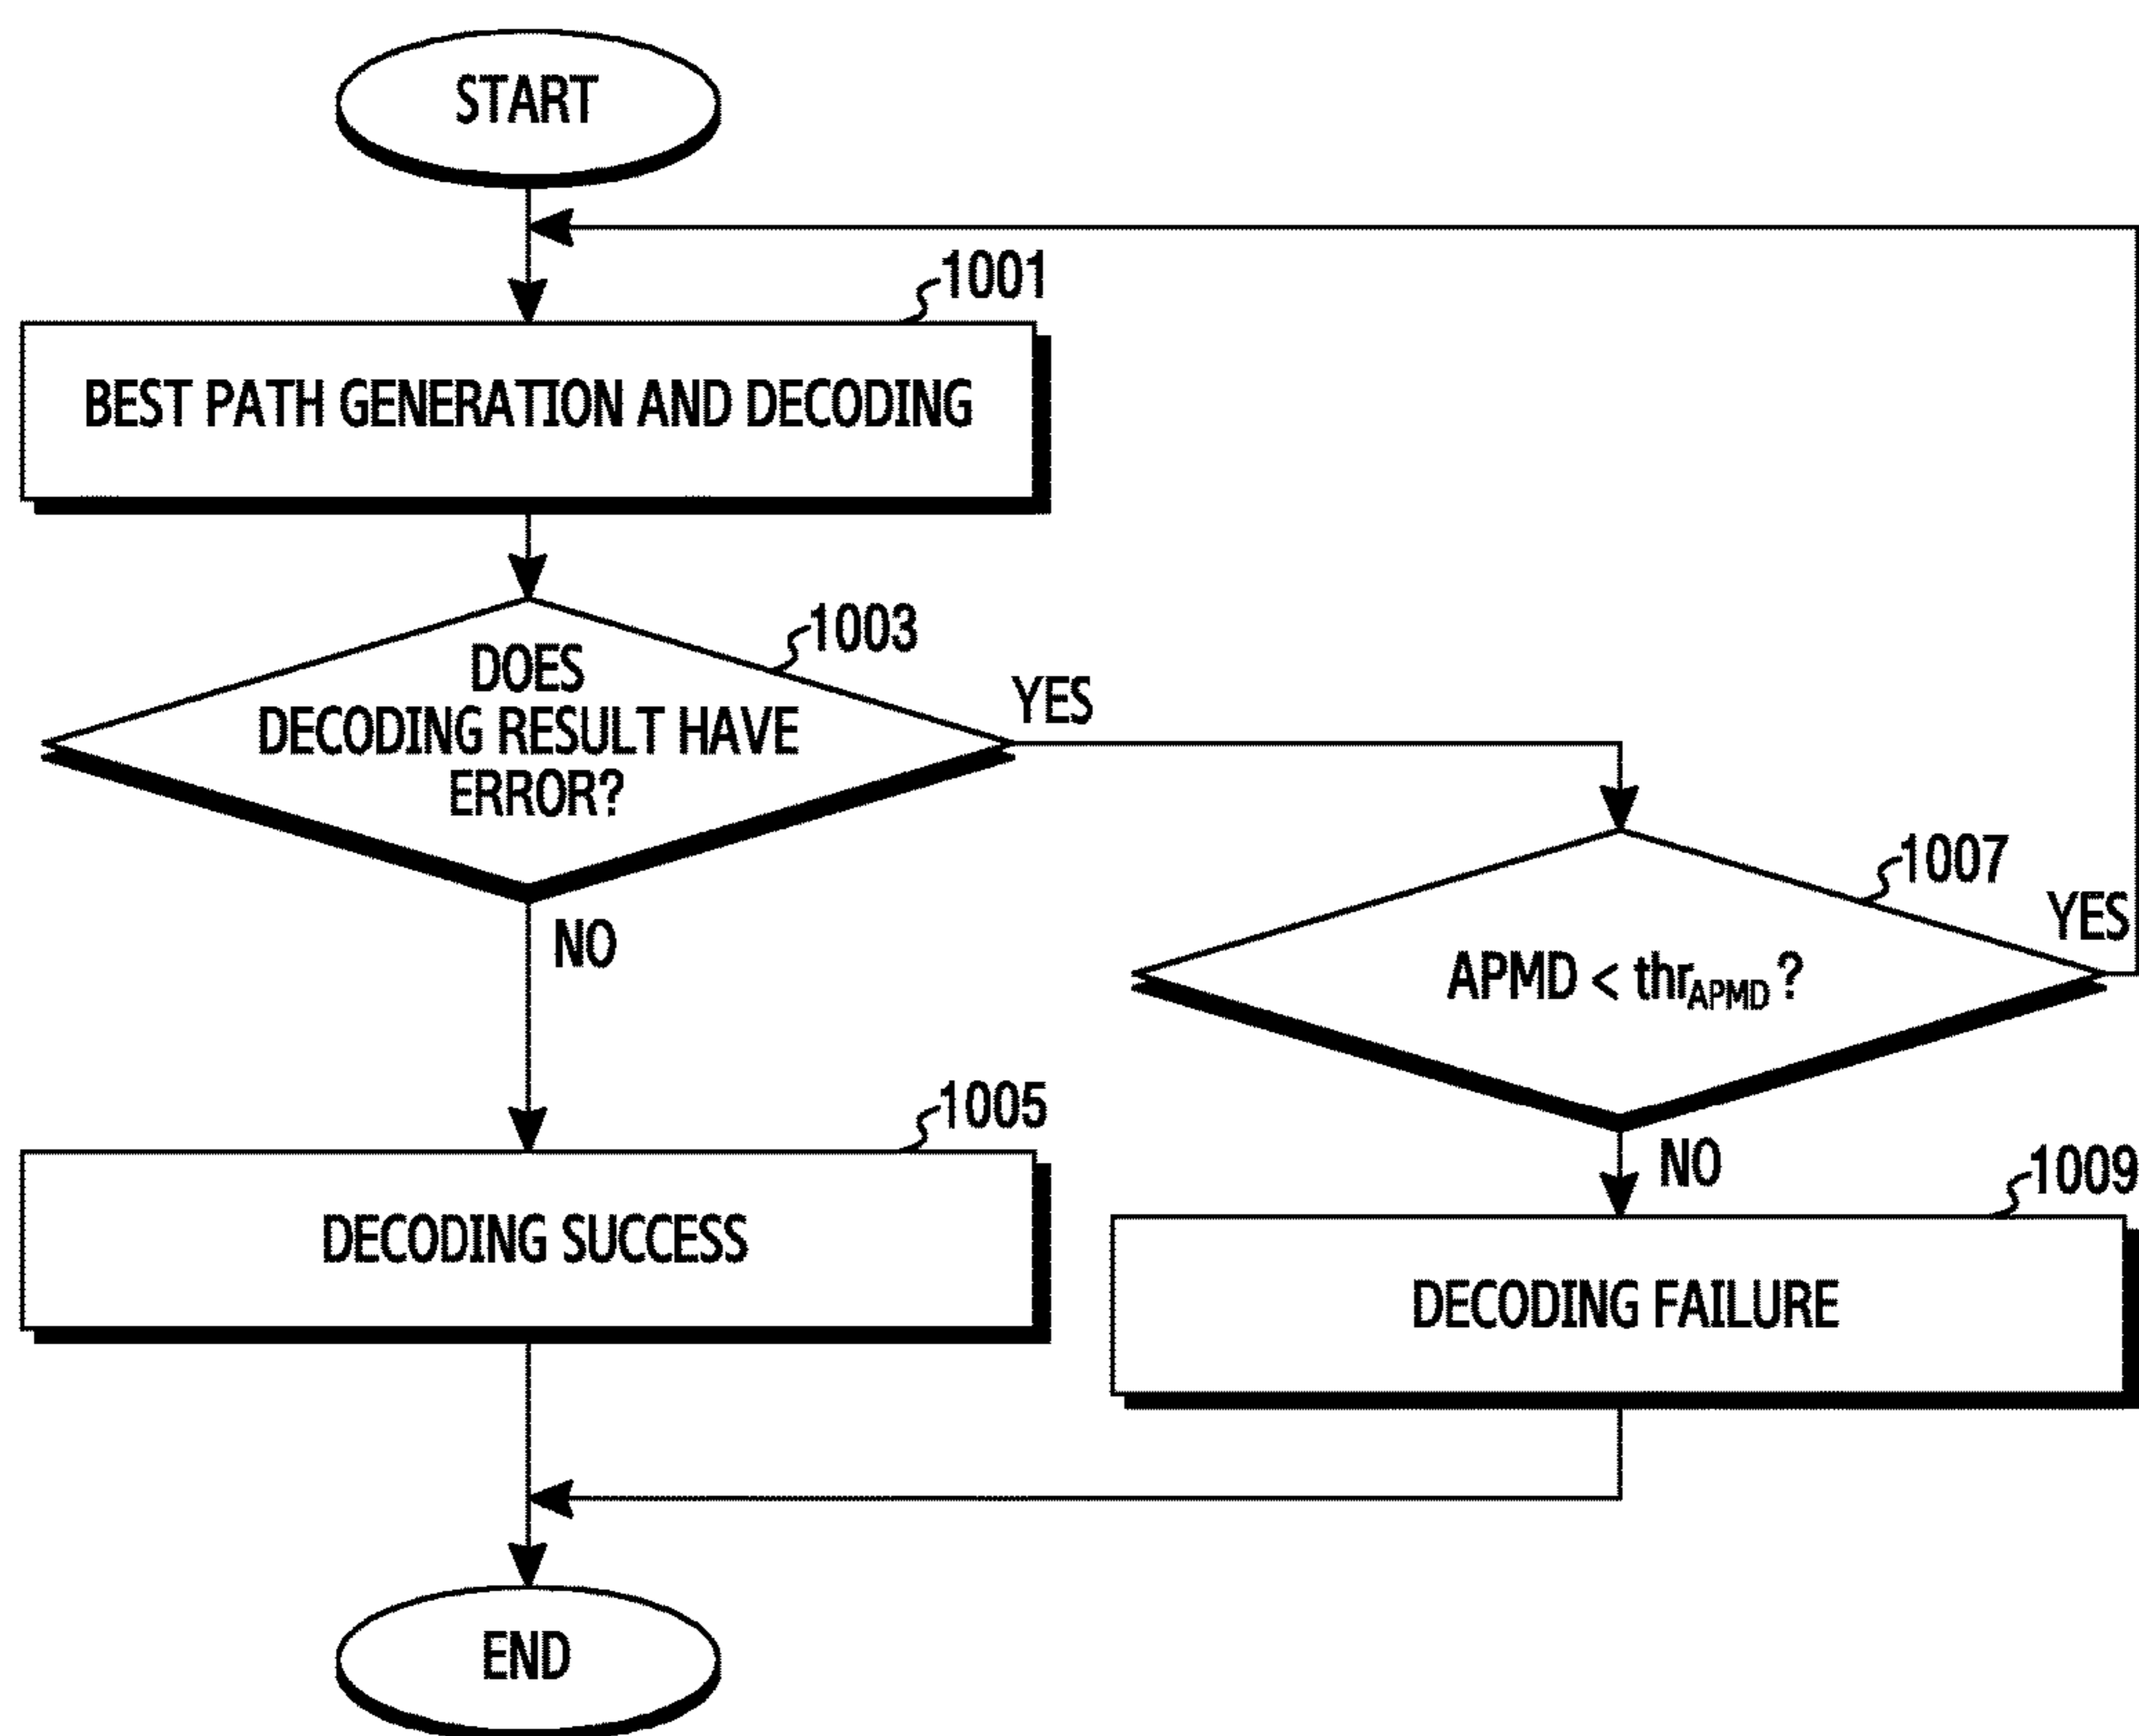 START
1001
BEST PATH GENERATION AND DECODING
1003
DOES
DECODING RESULT HAVE
ERROR?
YES
NO
1007
YES
APMD < thrAPMD ?
NO
1005
DECODING SUCCESS
1009
DECODING FAILURE
END